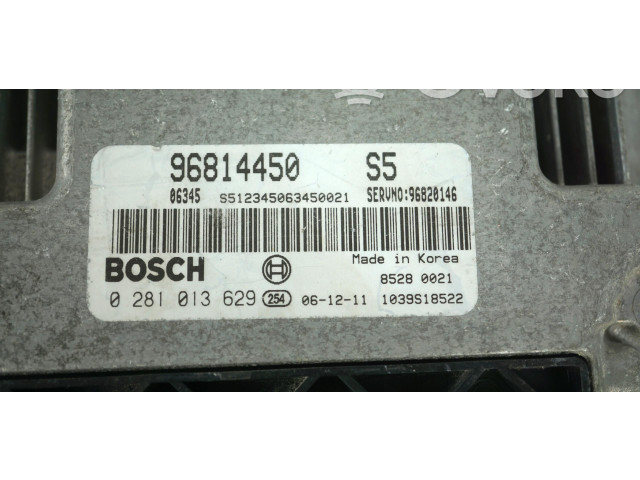 96814450 S5
06345 S512345063450021 SERVNO:96820146
BOSCH Made in Korea
8528 0021
0 281 013 629 254 06-12-11 1039S18522